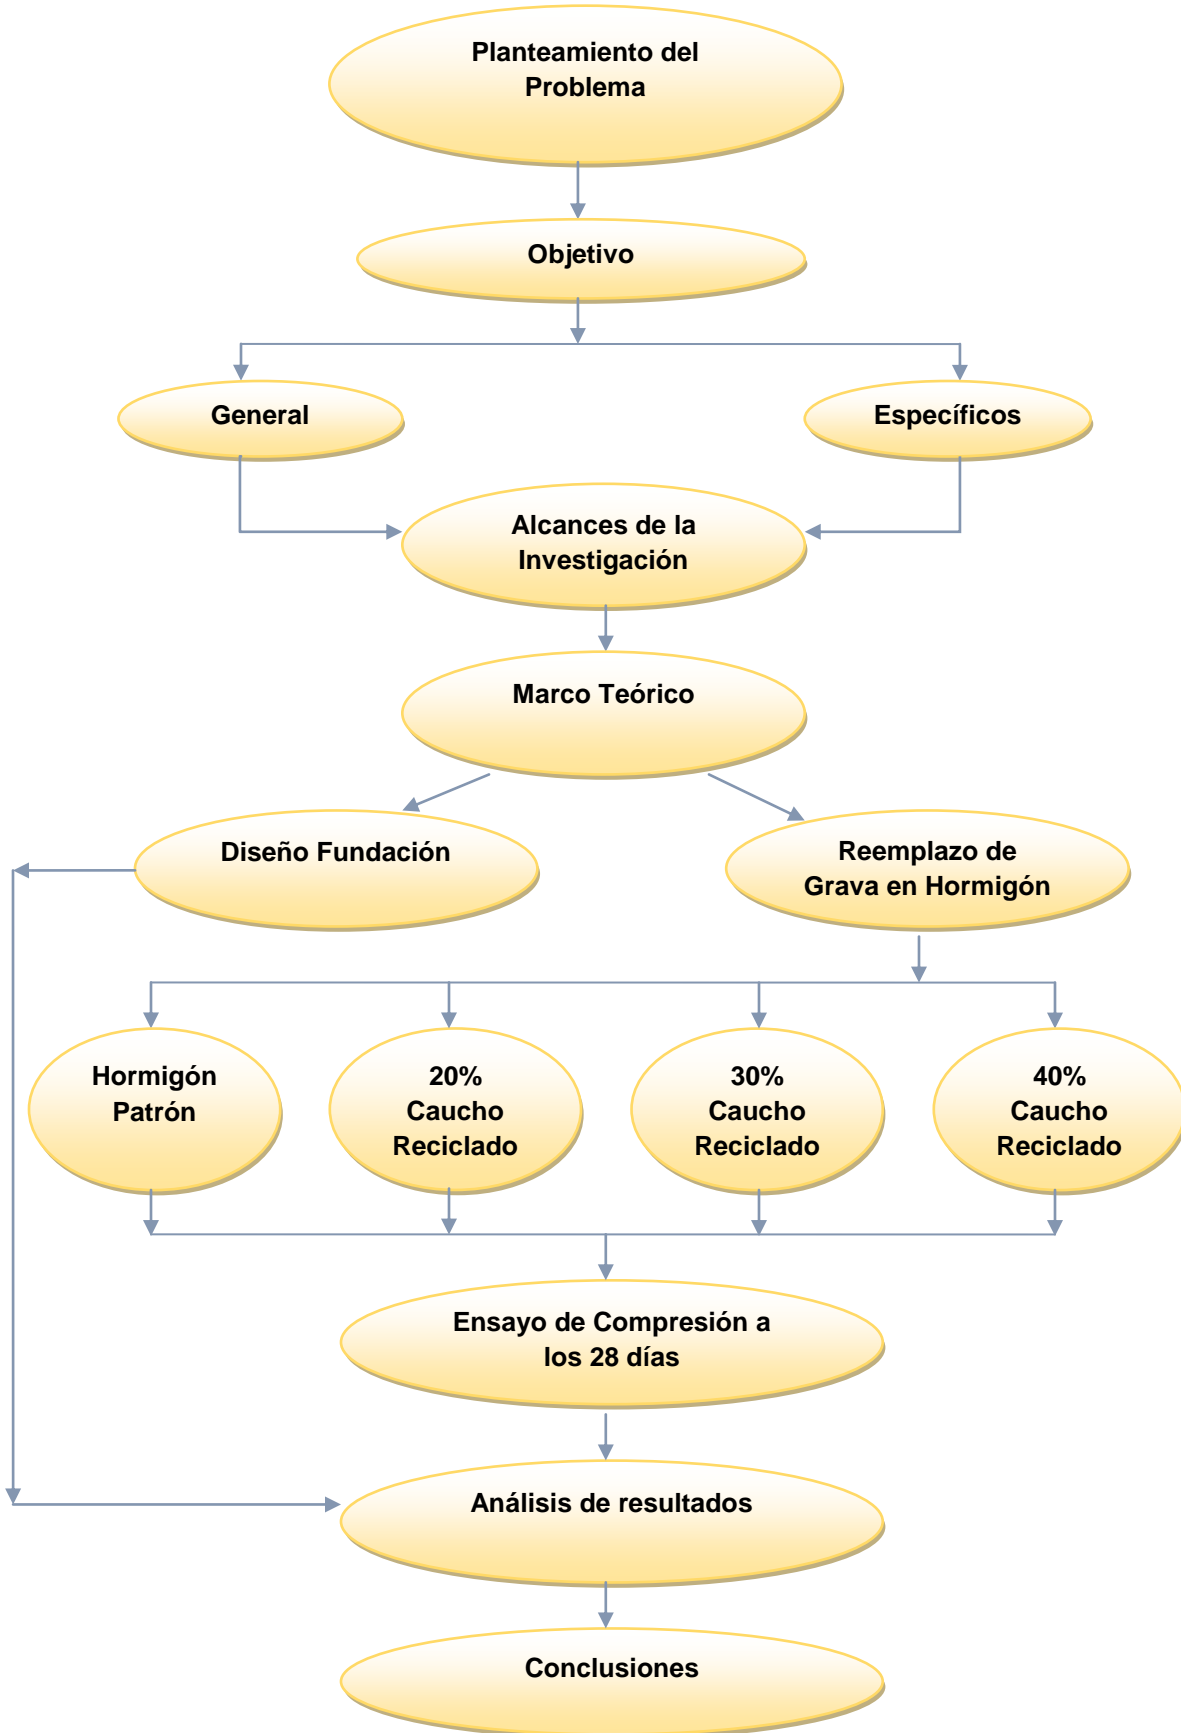 Planteamiento del
Problema
Objetivo
General
Específicos
Alcances de la
Investigación
Marco Teórico
Diseño Fundación
Reemplazo de
Grava en Hormigón
Hormigón
Patrón
20%
Caucho
Reciclado
30%
Caucho
Reciclado
40%
Caucho
Reciclado
Ensayo de Compresión a
los 28 días
Análisis de resultados
Conclusiones